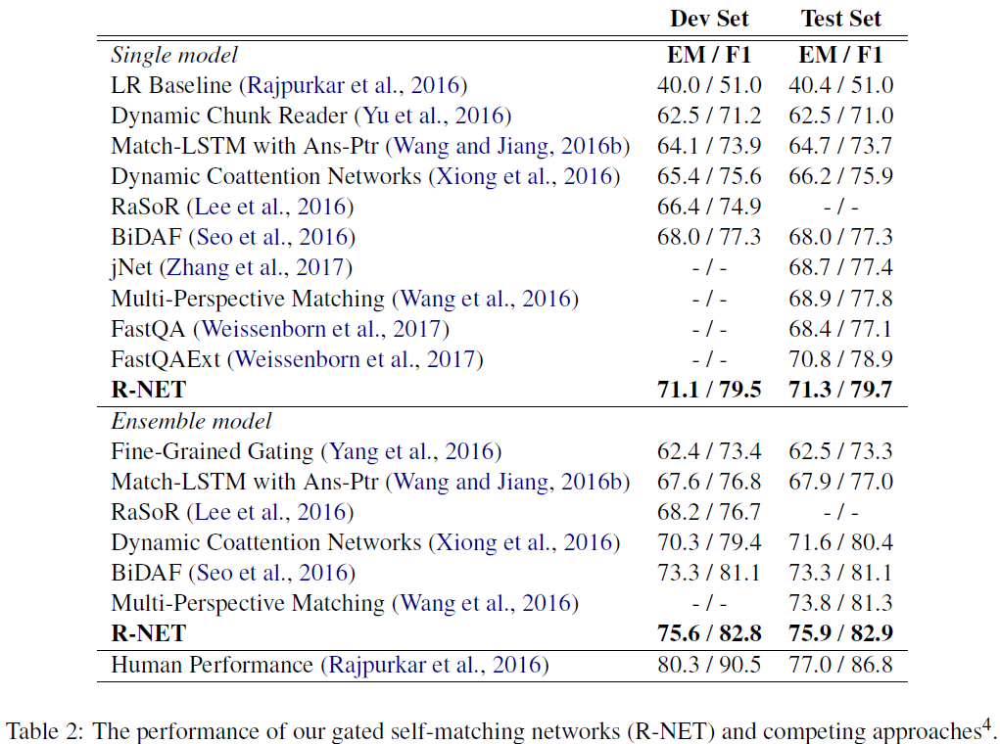 Dev Set Test Set
Single model EM / F1 EM / F1
LR Baseline (Rajpurkar et al., 2016) 40.0 / 51.0 40.4 / 51.0
Dynamic Chunk Reader (Yu et al., 2016) 62.5 / 71.2 62.5 / 71.0
Match-LSTM with Ans-Ptr (Wang and Jiang, 2016b) 64.1 / 73.9 64.7 / 73.7
Dynamic Coattention Networks (Xiong et al., 2016) 65.4 / 75.6 66.2 / 75.9
RaSoR (Lee et al., 2016) 66.4 / 74.9 - / -
BiDAF (Seo et al., 2016) 68.0 / 77.3 68.0 / 77.3
jNet (Zhang et al., 2017) - / - 68.7 / 77.4
Multi-Perspective Matching (Wang et al., 2016) - / - 68.9 / 77.8
FastQA (Weissenborn et al., 2017) - / - 68.4 / 77.1
FastQAExt (Weissenborn et al., 2017) - / - 70.8 / 78.9
R-NET 71.1 / 79.5 71.3 / 79.7
Ensemble model
Fine-Grained Gating (Yang et al., 2016) 62.4 / 73.4 62.5 / 73.3
Match-LSTM with Ans-Ptr (Wang and Jiang, 2016b) 67.6 / 76.8 67.9 / 77.0
RaSoR (Lee et al., 2016) 68.2 / 76.7 - / -
Dynamic Coattention Networks (Xiong et al., 2016) 70.3 / 79.4 71.6 / 80.4
BiDAF (Seo et al., 2016) 73.3 / 81.1 73.3 / 81.1
Multi-Perspective Matching (Wang et al., 2016) - / - 73.8 / 81.3
R-NET 75.6 / 82.8 75.9 / 82.9
Human Performance (Rajpurkar et al., 2016) 80.3 / 90.5 77.0 / 86.8
Table 2: The performance of our gated self-matching networks (R-NET) and competing approaches⁴.